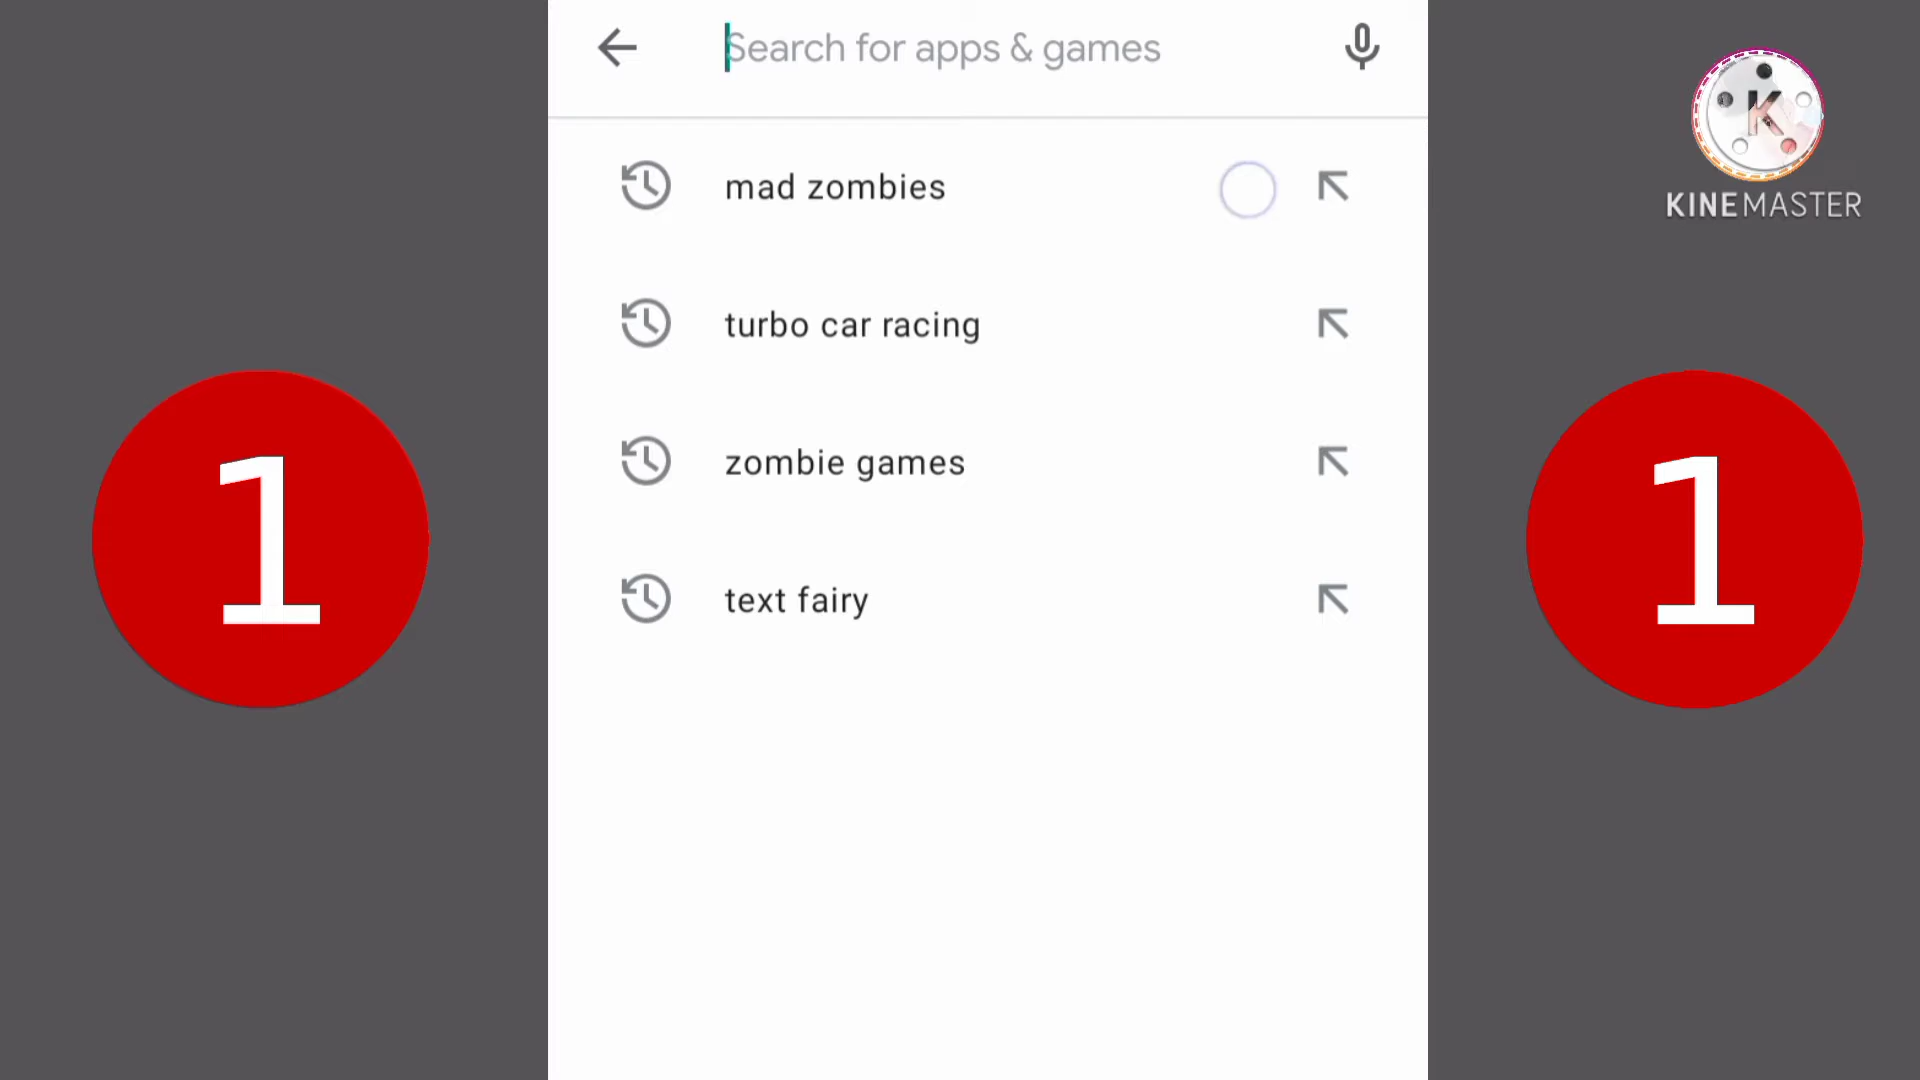 Search for apps & games
mad zombies
turbo car racing
zombie games
text fairy
1
1
K
KINEMASTER